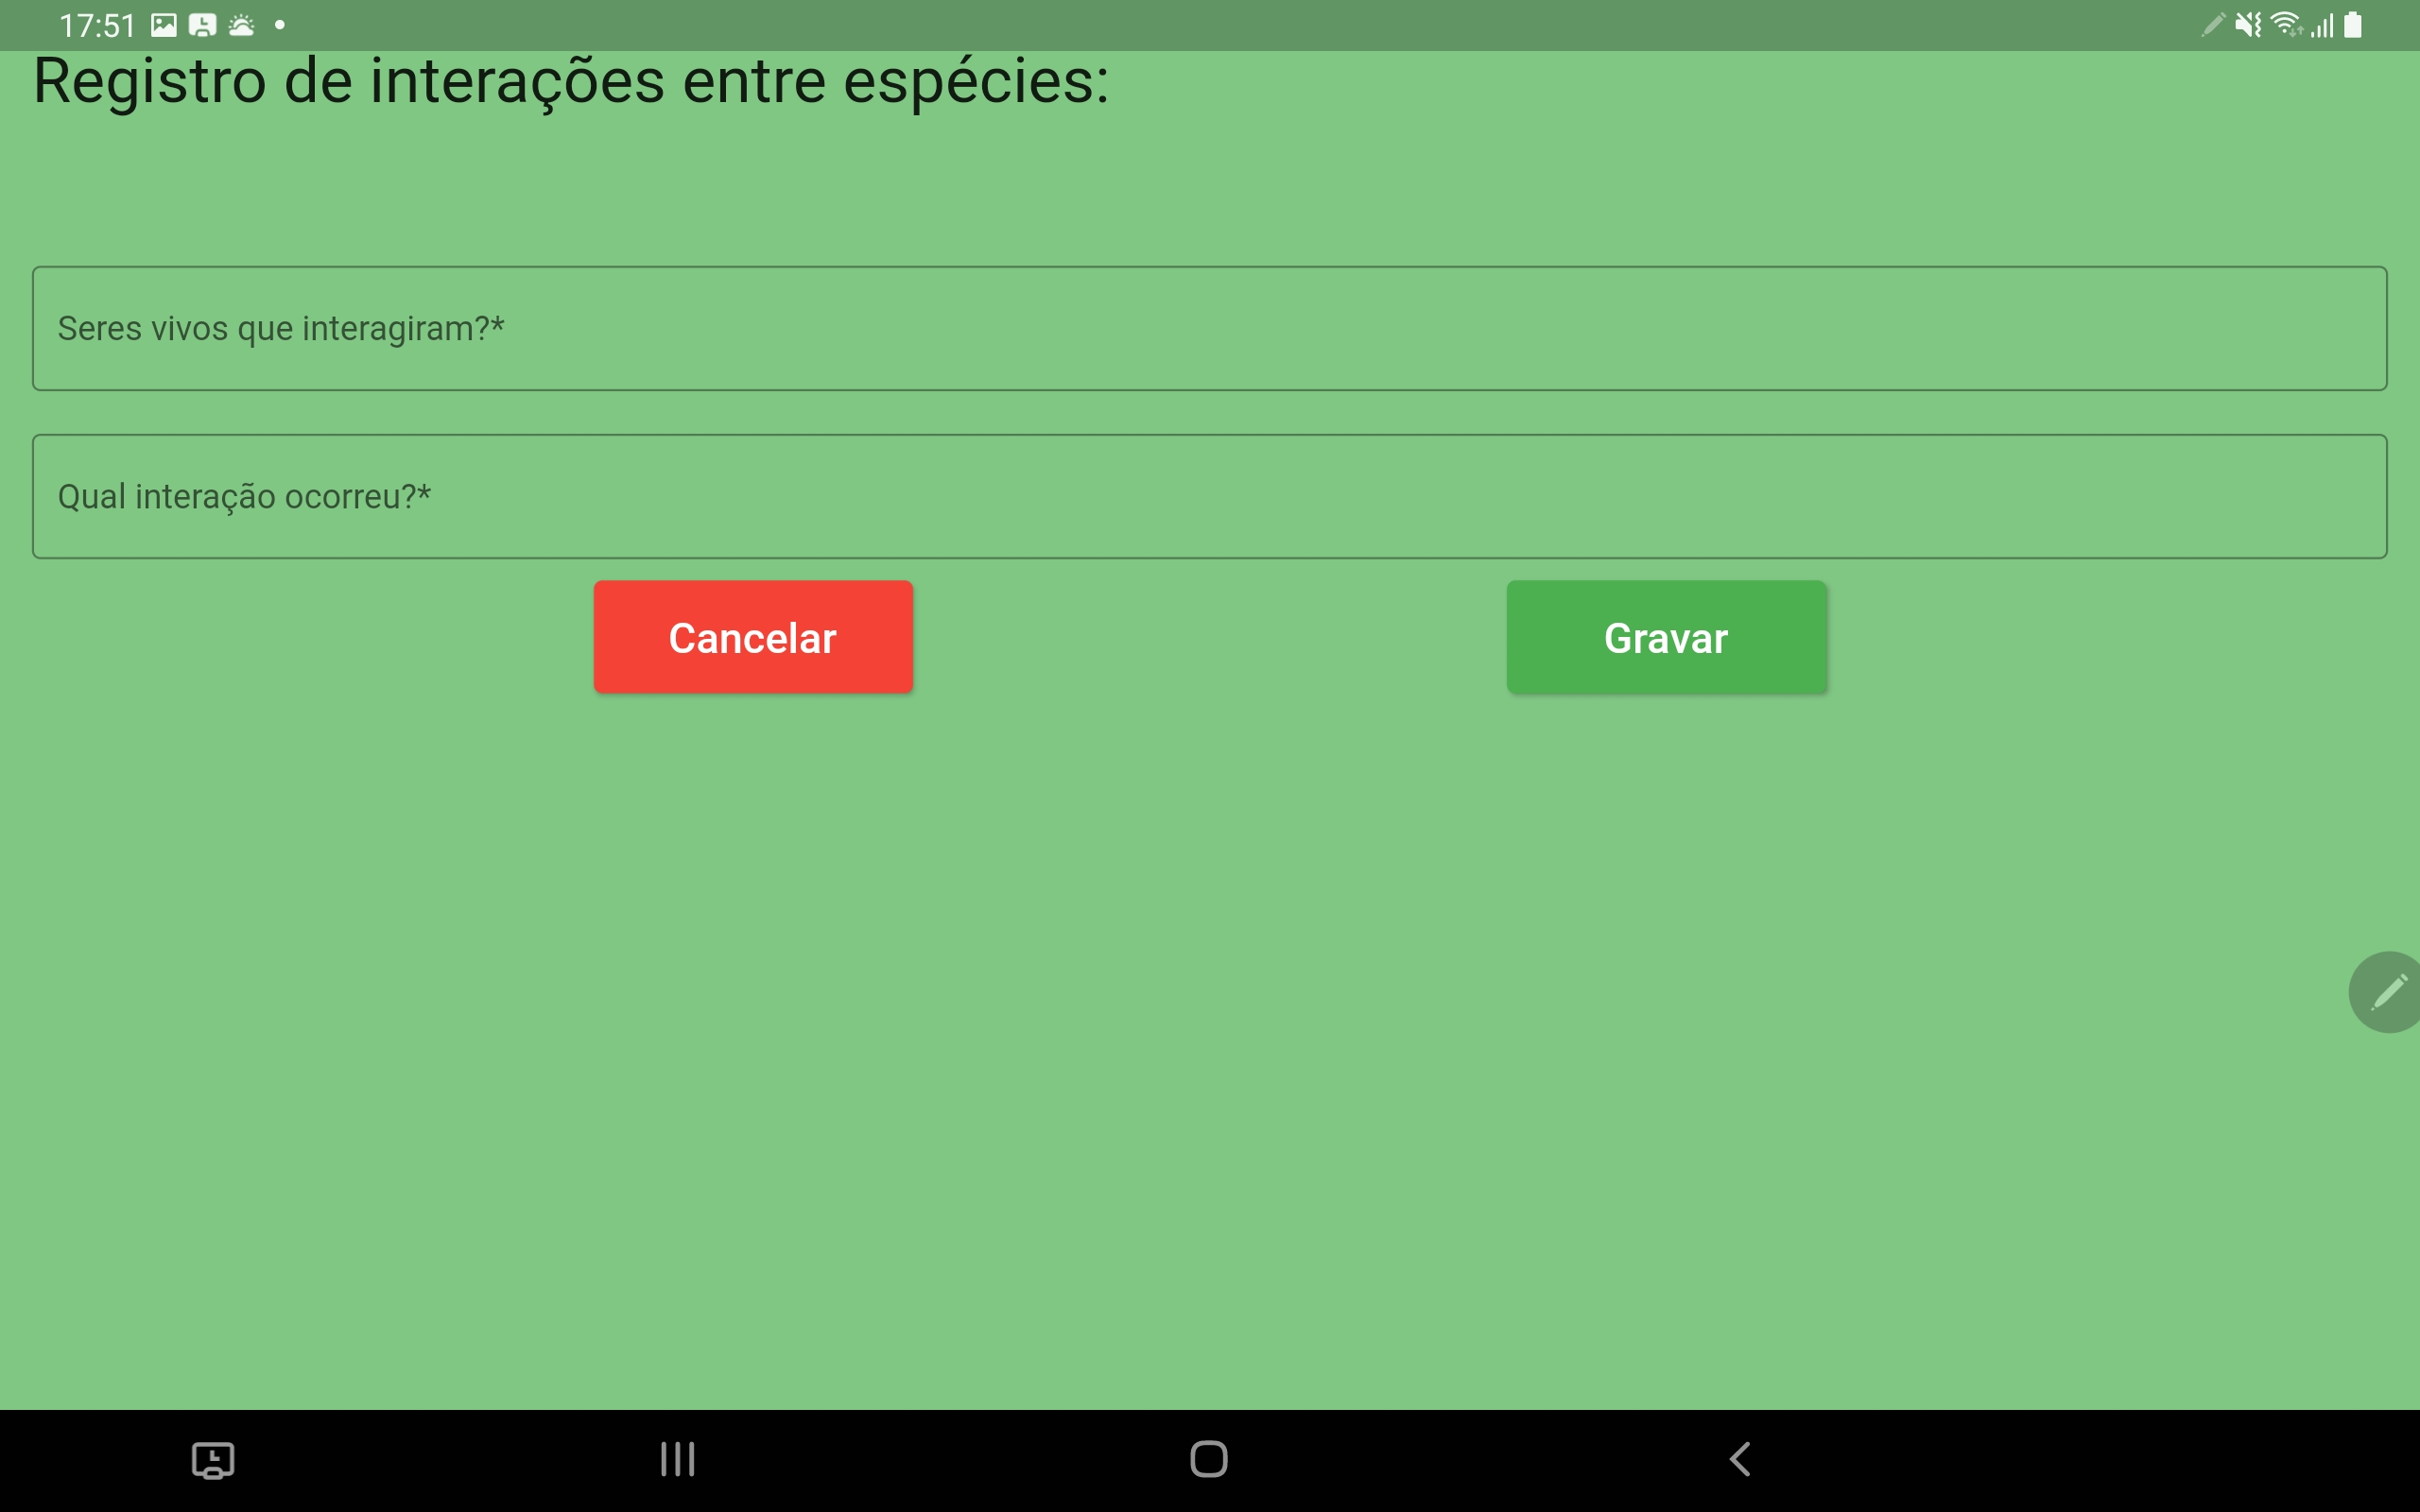 17:51
Registro de interações entre espécies:
Seres vivos que interagiram?*
Qual interação ocorreu?*
Cancelar
Gravar